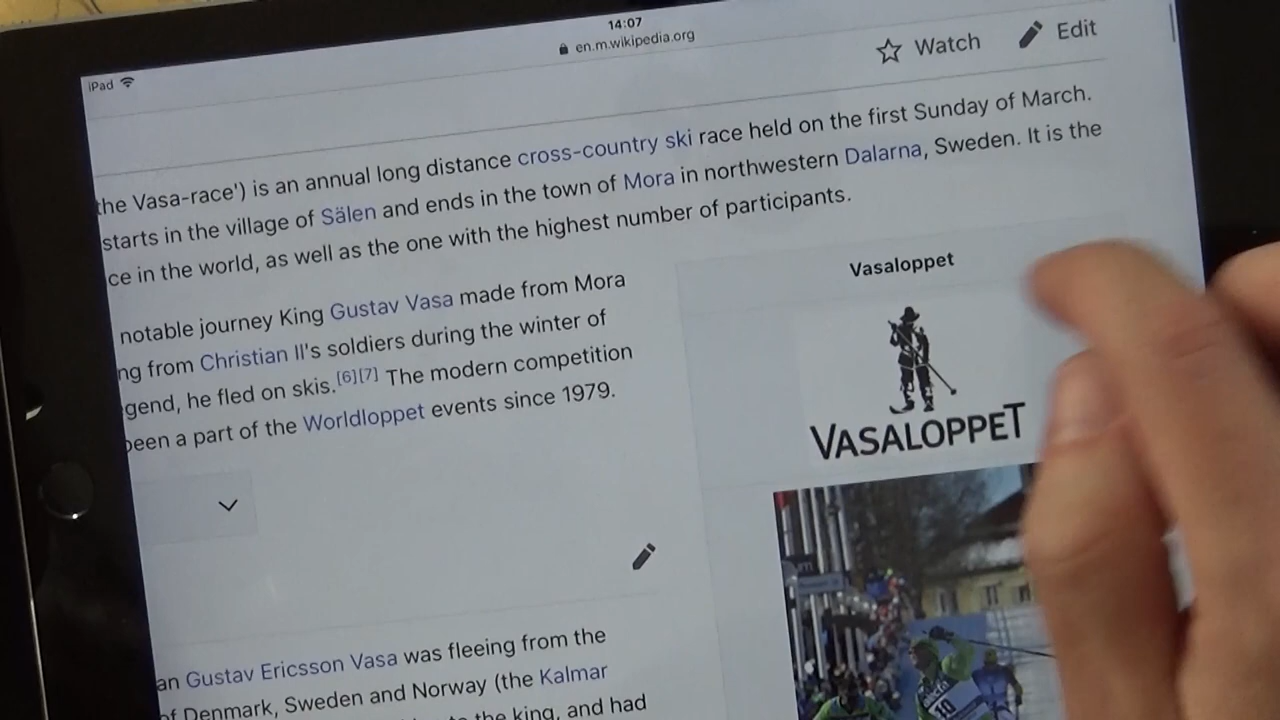 14:07
iPad
en.m.wikipedia.org
Watch
Edit
the Vasa-race') is an annual long distance cross-country ski race held on the first Sunday of March.
starts in the village of Sälen and ends in the town of Mora in northwestern Dalarna, Sweden. It is the
ce in the world, as well as the one with the highest number of participants.
notable journey King Gustav Vasa made from Mora
ng from Christian II's soldiers during the winter of
gend, he fled on skis.[6][7] The modern competition
been a part of the Worldloppet events since 1979.
Vasaloppet
VASALOPPET
an Gustav Ericsson Vasa was fleeing from the
of Denmark, Sweden and Norway (the Kalmar
the king, and had
10